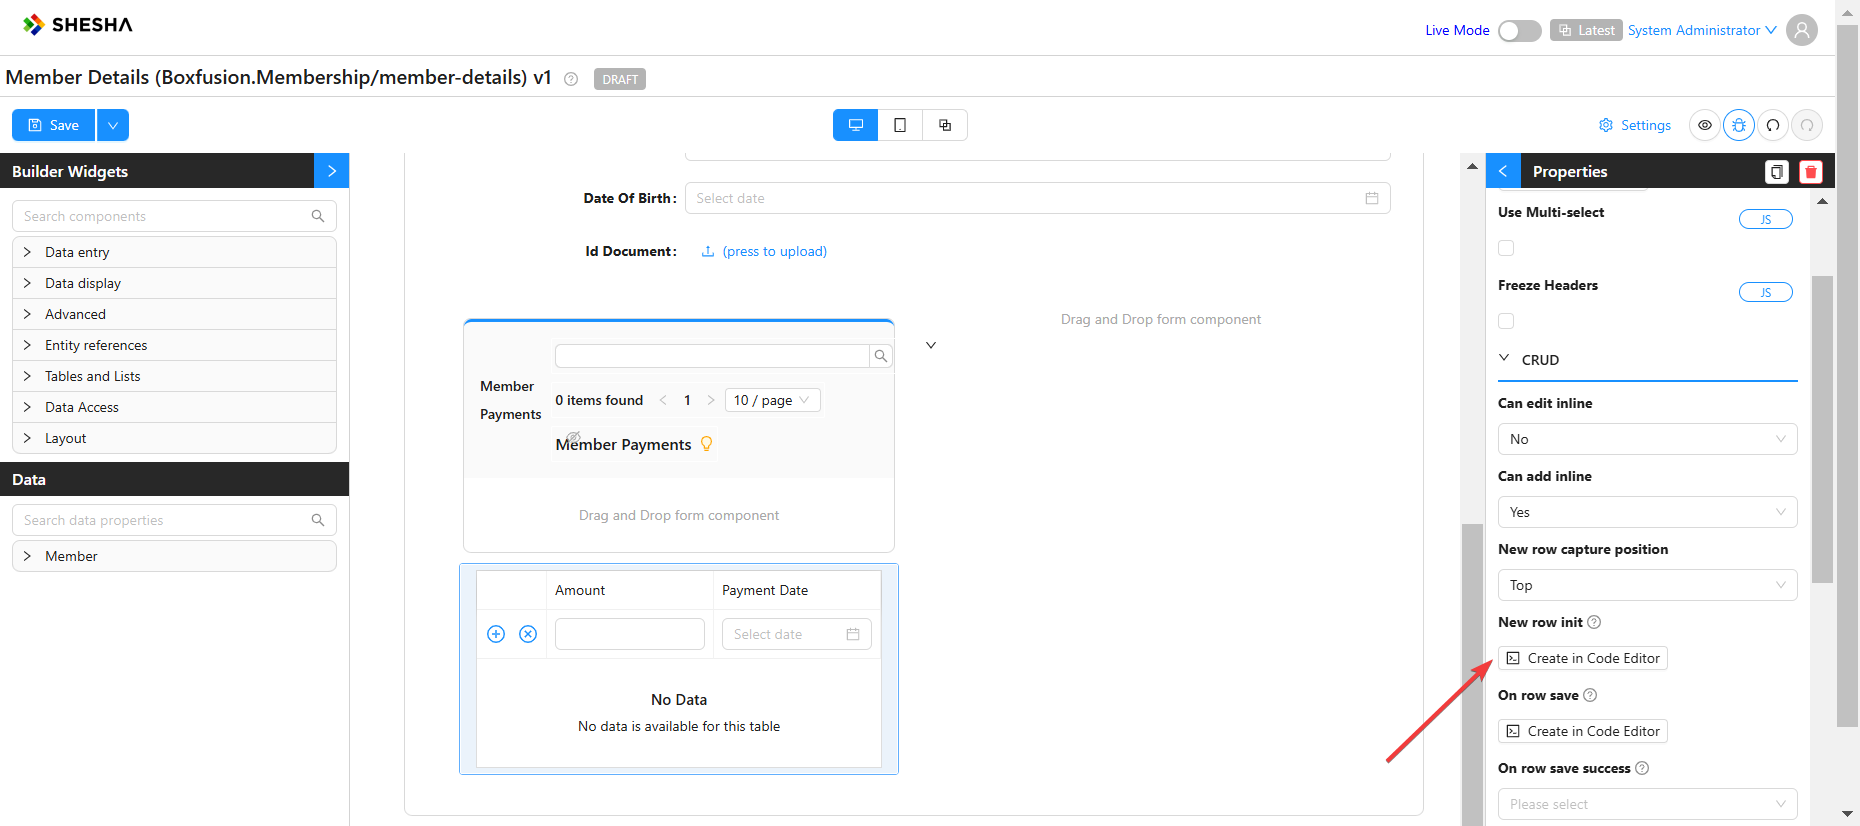 SHESHA
Live Mode
Latest
System Administrator
Member Details (Boxfusion.Membership/member-details) v1
DRAFT
Save
Settings
Builder Widgets
Search components
Data entry
Data display
Advanced
Entity references
Tables and Lists
Data Access
Layout
Data
Search data properties
Member
Date Of Birth:
Select date
Id Document:
(press to upload)
Drag and Drop form component
Member
Payments
0 items found
1
10 / page
Member Payments
Drag and Drop form component
Amount
Payment Date
Select date
No Data
No data is available for this table
Properties
Use Multi-select
JS
Freeze Headers
JS
CRUD
Can edit inline
No
Can add inline
Yes
New row capture position
Top
New row init
Create in Code Editor
On row save
Create in Code Editor
On row save success
Please select